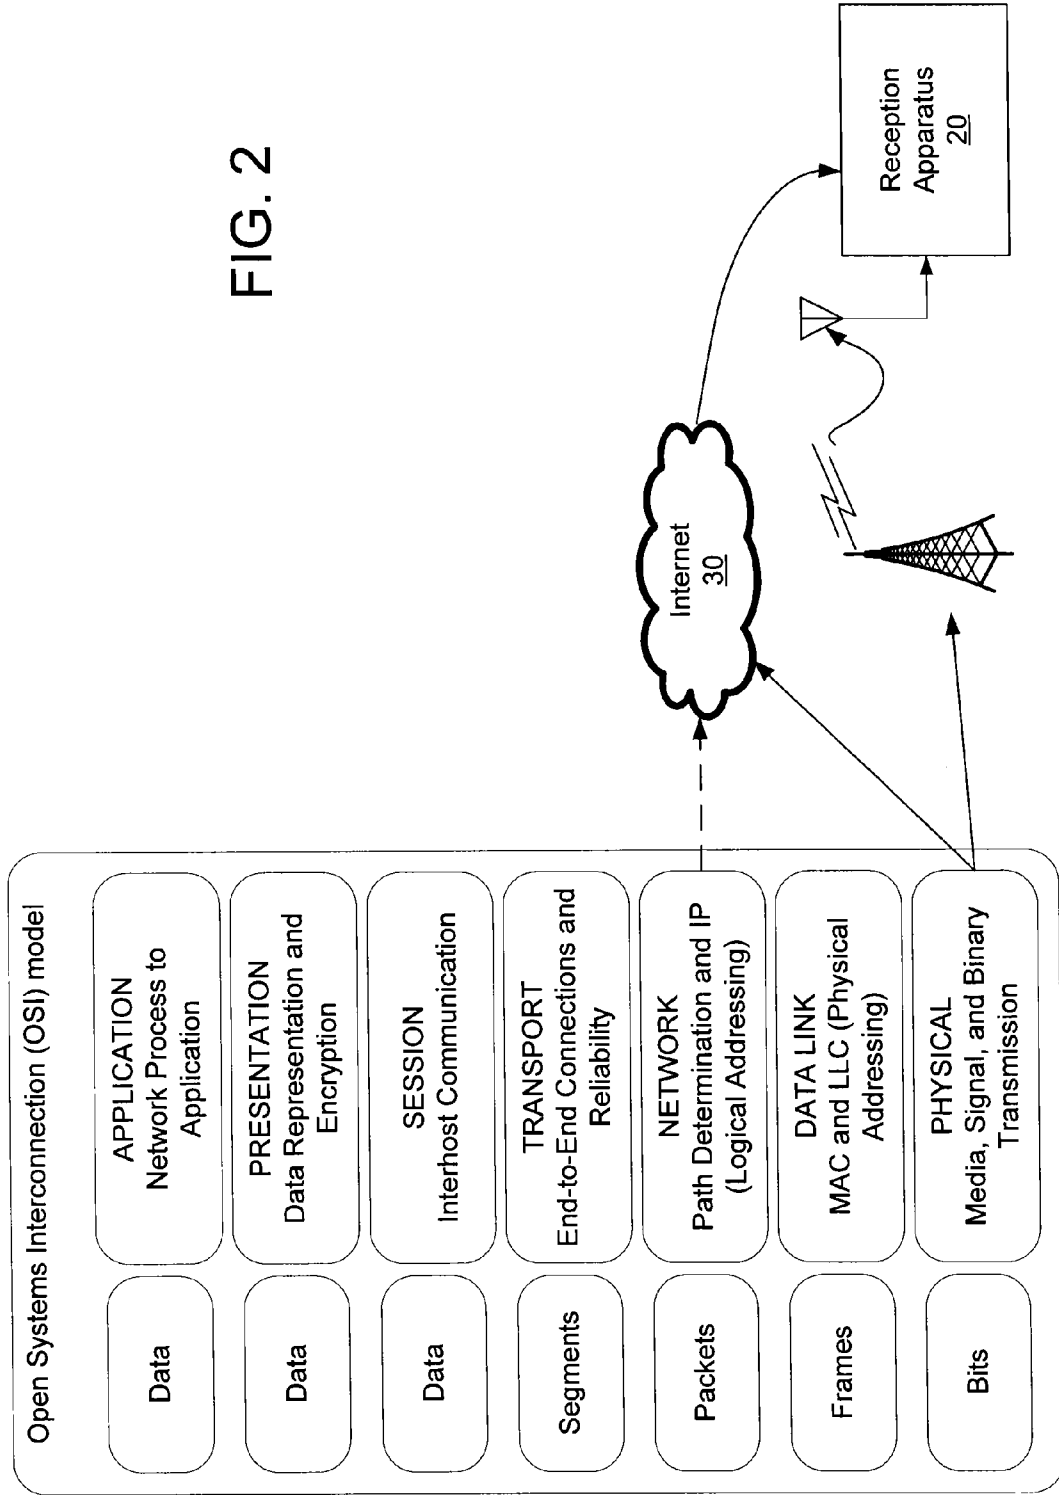 FIG. 2
Open Systems Interconnection (OSI) model
Data
APPLICATION
Network Process to
Application
Data
PRESENTATION
Data Representation and
Encryption
Data
SESSION
Interhost Communication
Segments
TRANSPORT
End-to-End Connections and
Reliability
Packets
NETWORK
Path Determination and IP
(Logical Addressing)
Frames
DATA LINK
MAC and LLC (Physical
Addressing)
Bits
PHYSICAL
Media, Signal, and Binary
Transmission
Internet
30
Reception
Apparatus
20